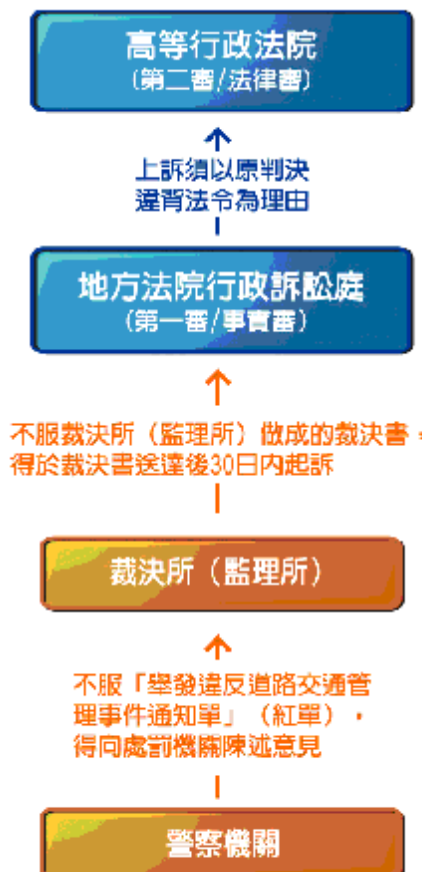 高等行政法院
(第二審/法律審)
上訴須以原判決
違背法令為理由
地方法院行政訴訟庭
(第一審/事實審)
不服裁決所（監理所）做成的裁決書，
得於裁決書送達後30日內起訴
裁決所（監理所）
不服「舉發違反道路交通管
理事件通知單」（紅單），
得向處罰機關陳述意見
警察機關